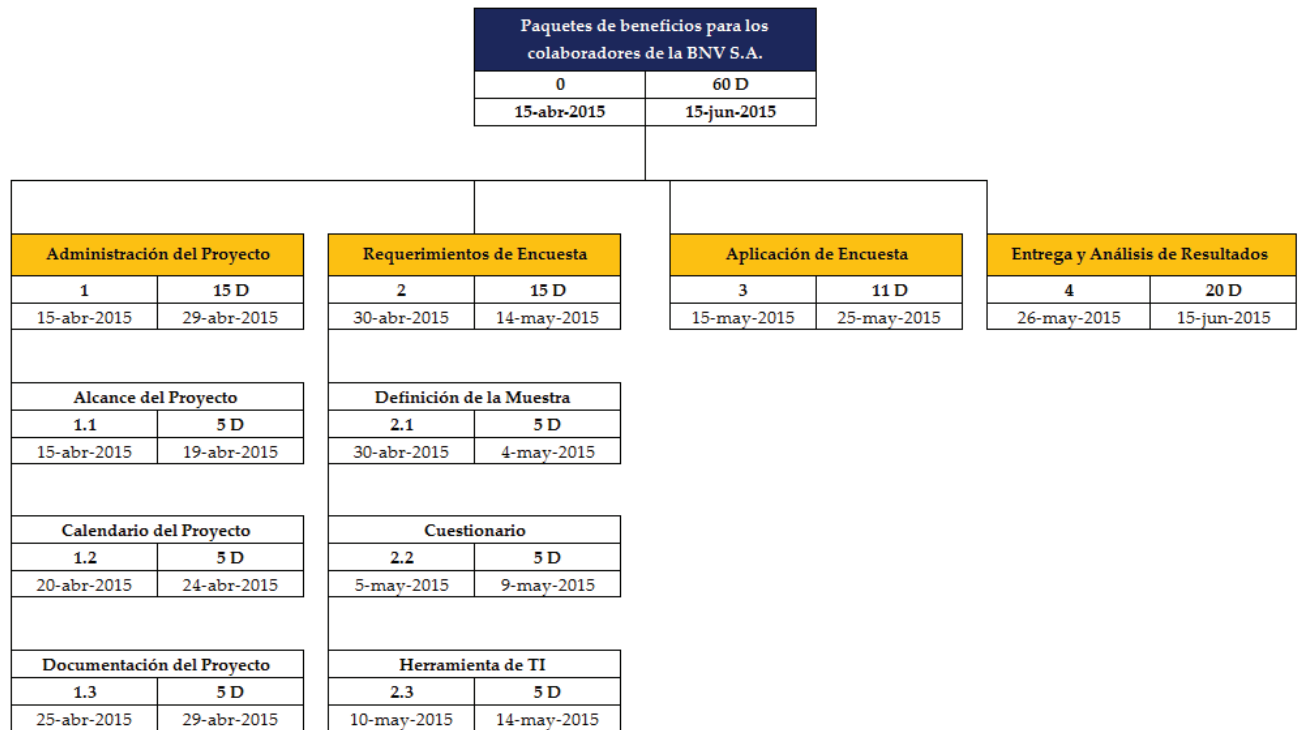 Paquetes de beneficios para los
colaboradores de la BNV S.A.
0 60 D
15-abr-2015 15-jun-2015
Administración del Proyecto
1 15 D
15-abr-2015 29-abr-2015
Alcance del Proyecto
1.1 5 D
15-abr-2015 19-abr-2015
Calendario del Proyecto
1.2 5 D
20-abr-2015 24-abr-2015
Documentación del Proyecto
1.3 5 D
25-abr-2015 29-abr-2015
Requerimientos de Encuesta
2 15 D
30-abr-2015 14-may-2015
Definición de la Muestra
2.1 5 D
30-abr-2015 4-may-2015
Cuestionario
2.2 5 D
5-may-2015 9-may-2015
Herramienta de TI
2.3 5 D
10-may-2015 14-may-2015
Aplicación de Encuesta
3 11 D
15-may-2015 25-may-2015
Entrega y Análisis de Resultados
4 20 D
26-may-2015 15-jun-2015